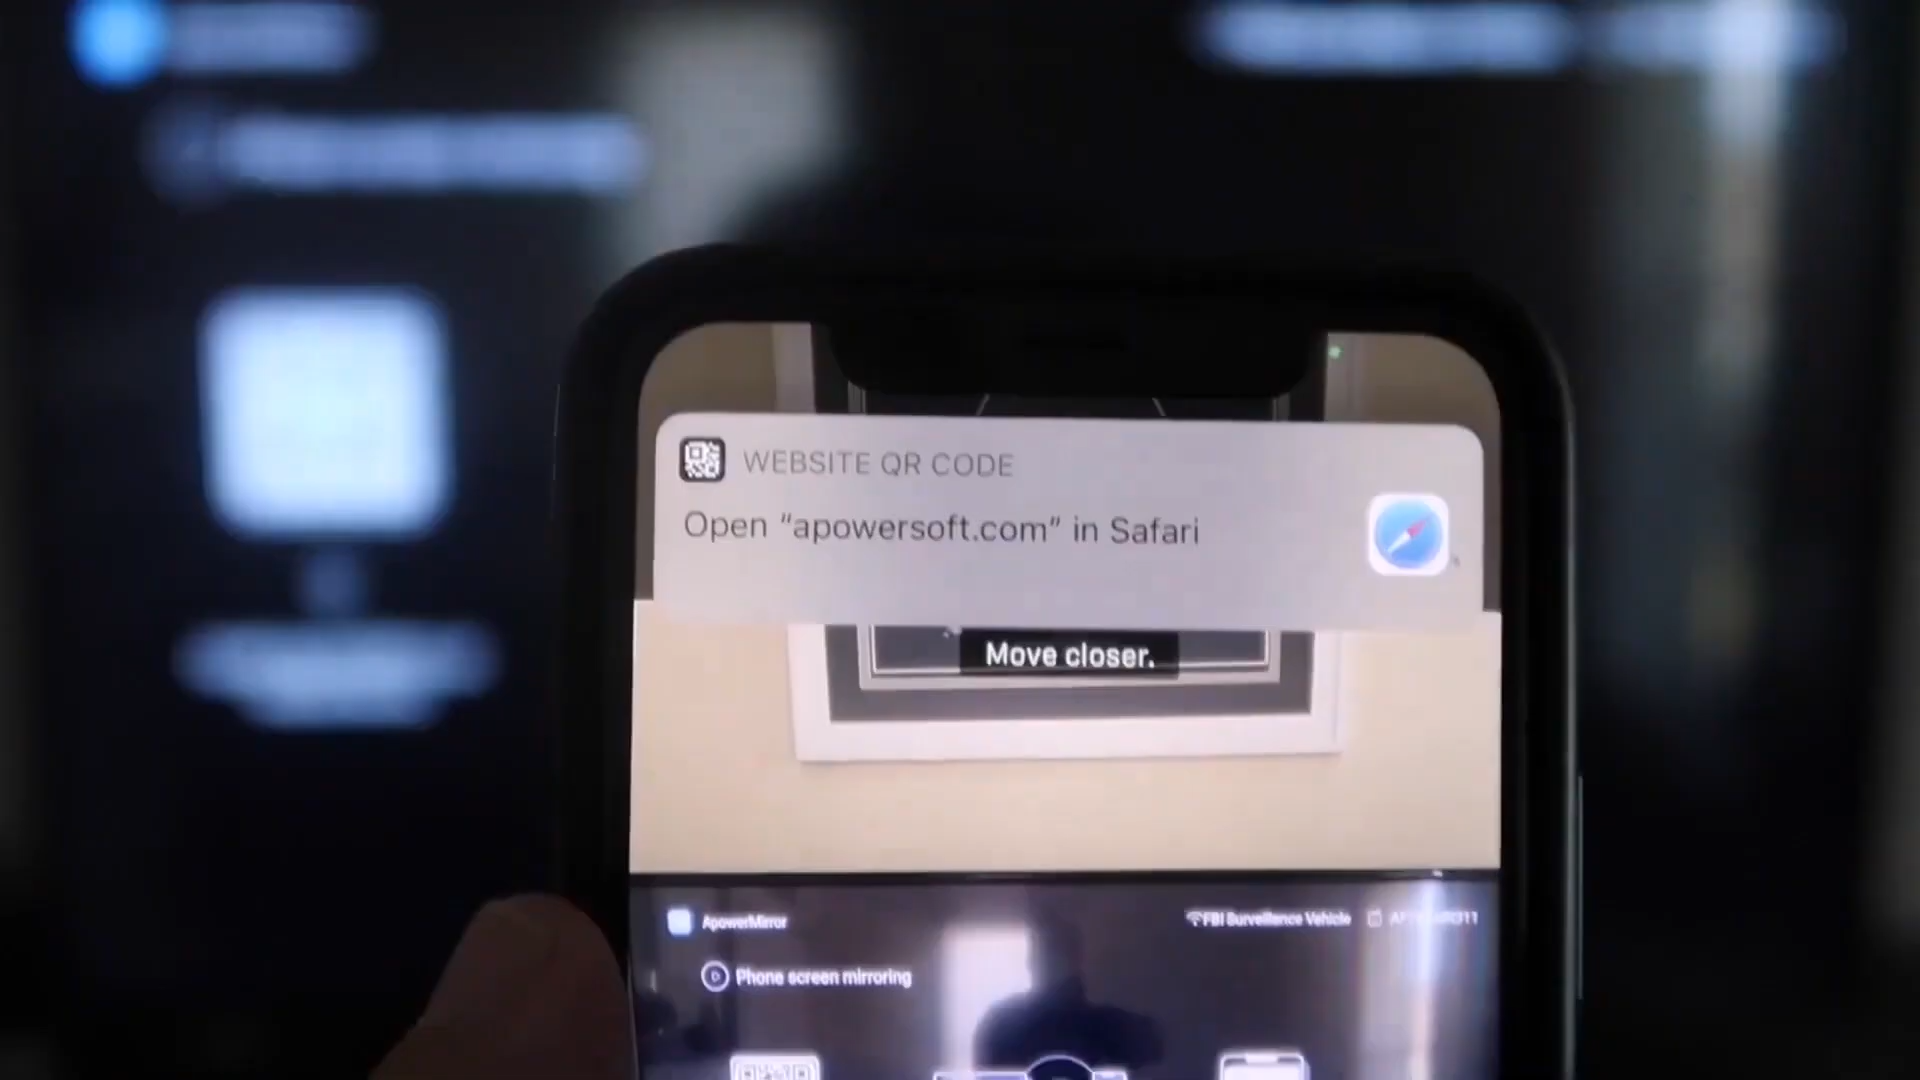 WEBSITE QR CODE
Open “apowersoft.com” in Safari
Move closer.
ApowerMirror
FBI Surveillance Vehicle
Phone screen mirroring